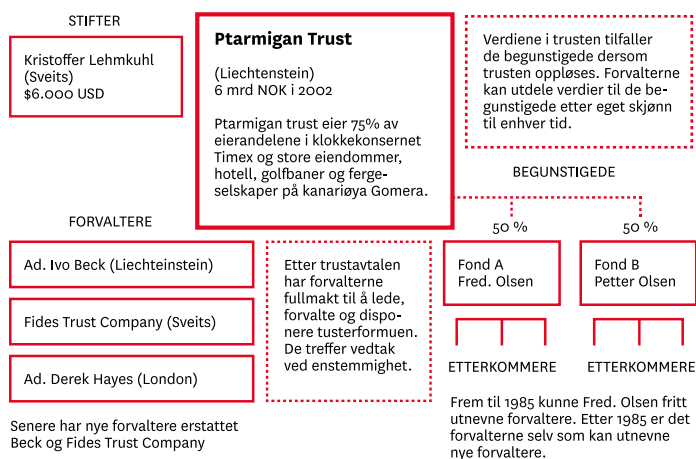 STIFTER
Kristoffer Lehmkuhl
(Sveits)
$6.000 USD
Ptarmigan Trust
(Liechtenstein)
6 mrd NOK i 2002
Ptarmigan trust eier 75% av
eierandelene i klokkekonsernet
Timex og store eiendommer,
hotell, golfbaner og ferge-
selskaper på kanariøya Gomera.
Verdiene i trusten tilfaller
de begunstigede dersom
trusten oppløses. Forvalterne
kan utdele verdier til de be-
gunstigede etter eget skjønn
til enhver tid.
BEGUNSTIGEDE
50 %
50 %
Fond A
Fred. Olsen
Fond B
Petter Olsen
ETTERKOMMERE
ETTERKOMMERE
FORVALTERE
Ad. Ivo Beck (Liechteinstein)
Fides Trust Company (Sveits)
Ad. Derek Hayes (London)
Senere har nye forvaltere erstattet
Beck og Fides Trust Company
Etter trustavtalen
har forvalterne
fullmakt til å lede,
forvalte og dispo-
nere tusterformuen.
De treffer vedtak
ved enstemmighet.
Frem til 1985 kunne Fred. Olsen fritt
utnevne forvaltere. Etter 1985 er det
forvalterne selv som kan utnevne
nye forvaltere.